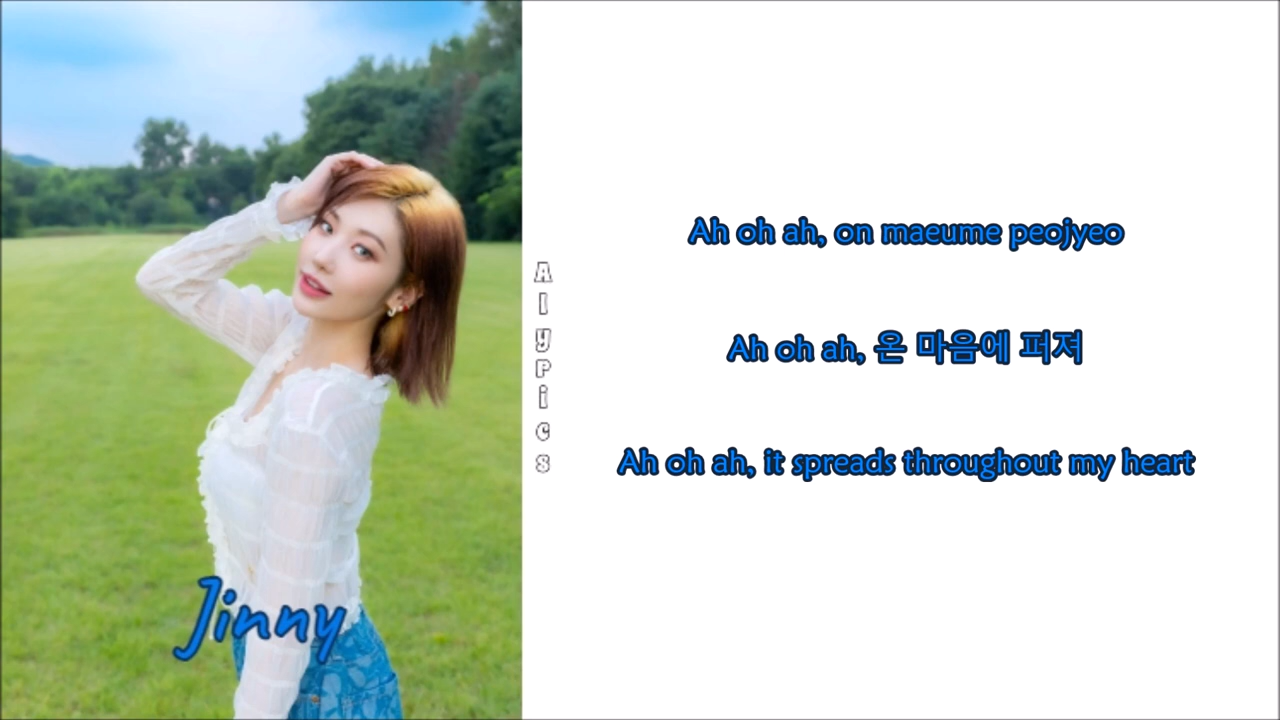 Ah oh ah, on maeume peojyeo
Ah oh ah, 온 마음에 퍼져
Ah oh ah, it spreads throughout my heart
Alypics
Jinny